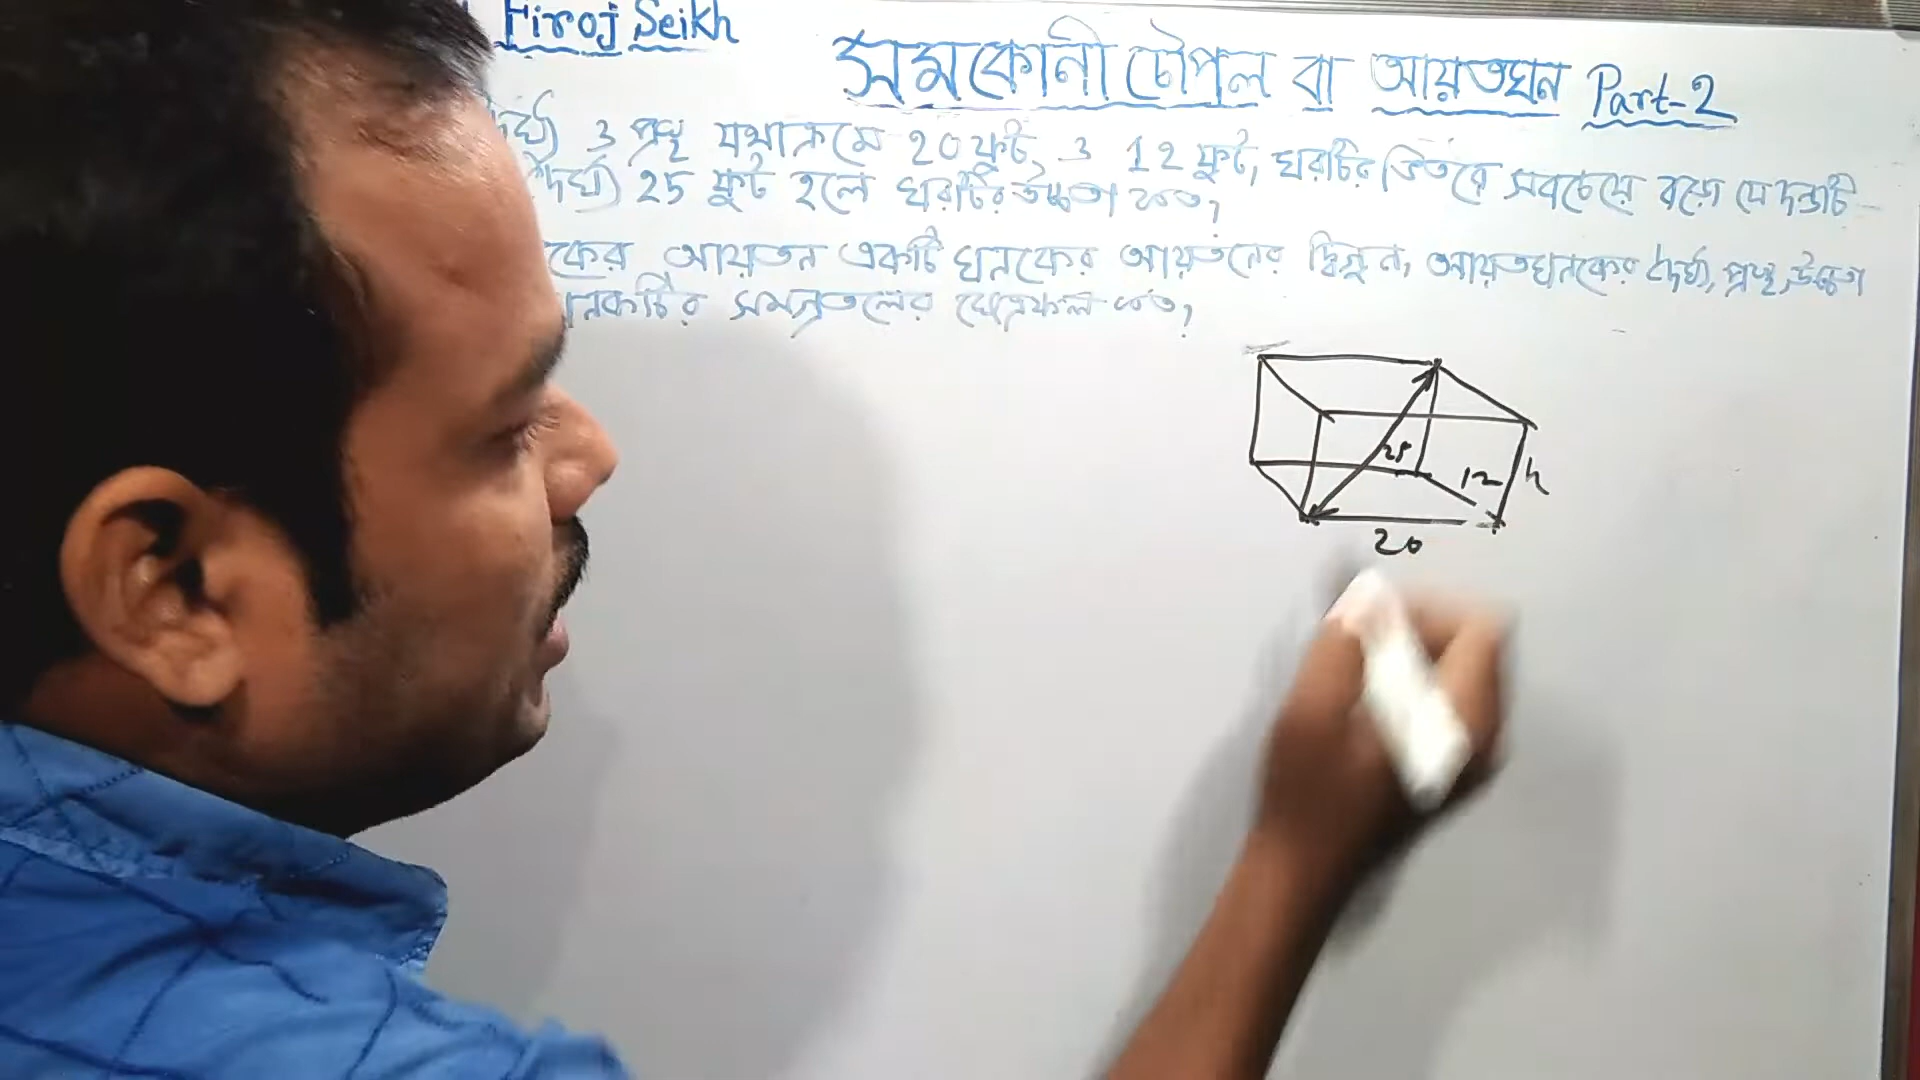 Firoj Seikh
সমকোনী চৌপল বা আয়তঘন Part-2
ও প্রস্থ যথাক্রমে 20 ফুট ও 12 ফুট, ঘরটির ভিতরে সবচেয়ে বড়ো যে দন্ডটি
25 ফুট হলে ঘরটির উচ্চতা কত?
কের আয়তন একটি ঘনকের আয়তনের দ্বিগুন, আয়তঘনকের দৈর্ঘ্য, প্রস্থ, উচ্চতা
নকটির সমগ্রতলের ক্ষেত্রফল কত?
25
12
h
20